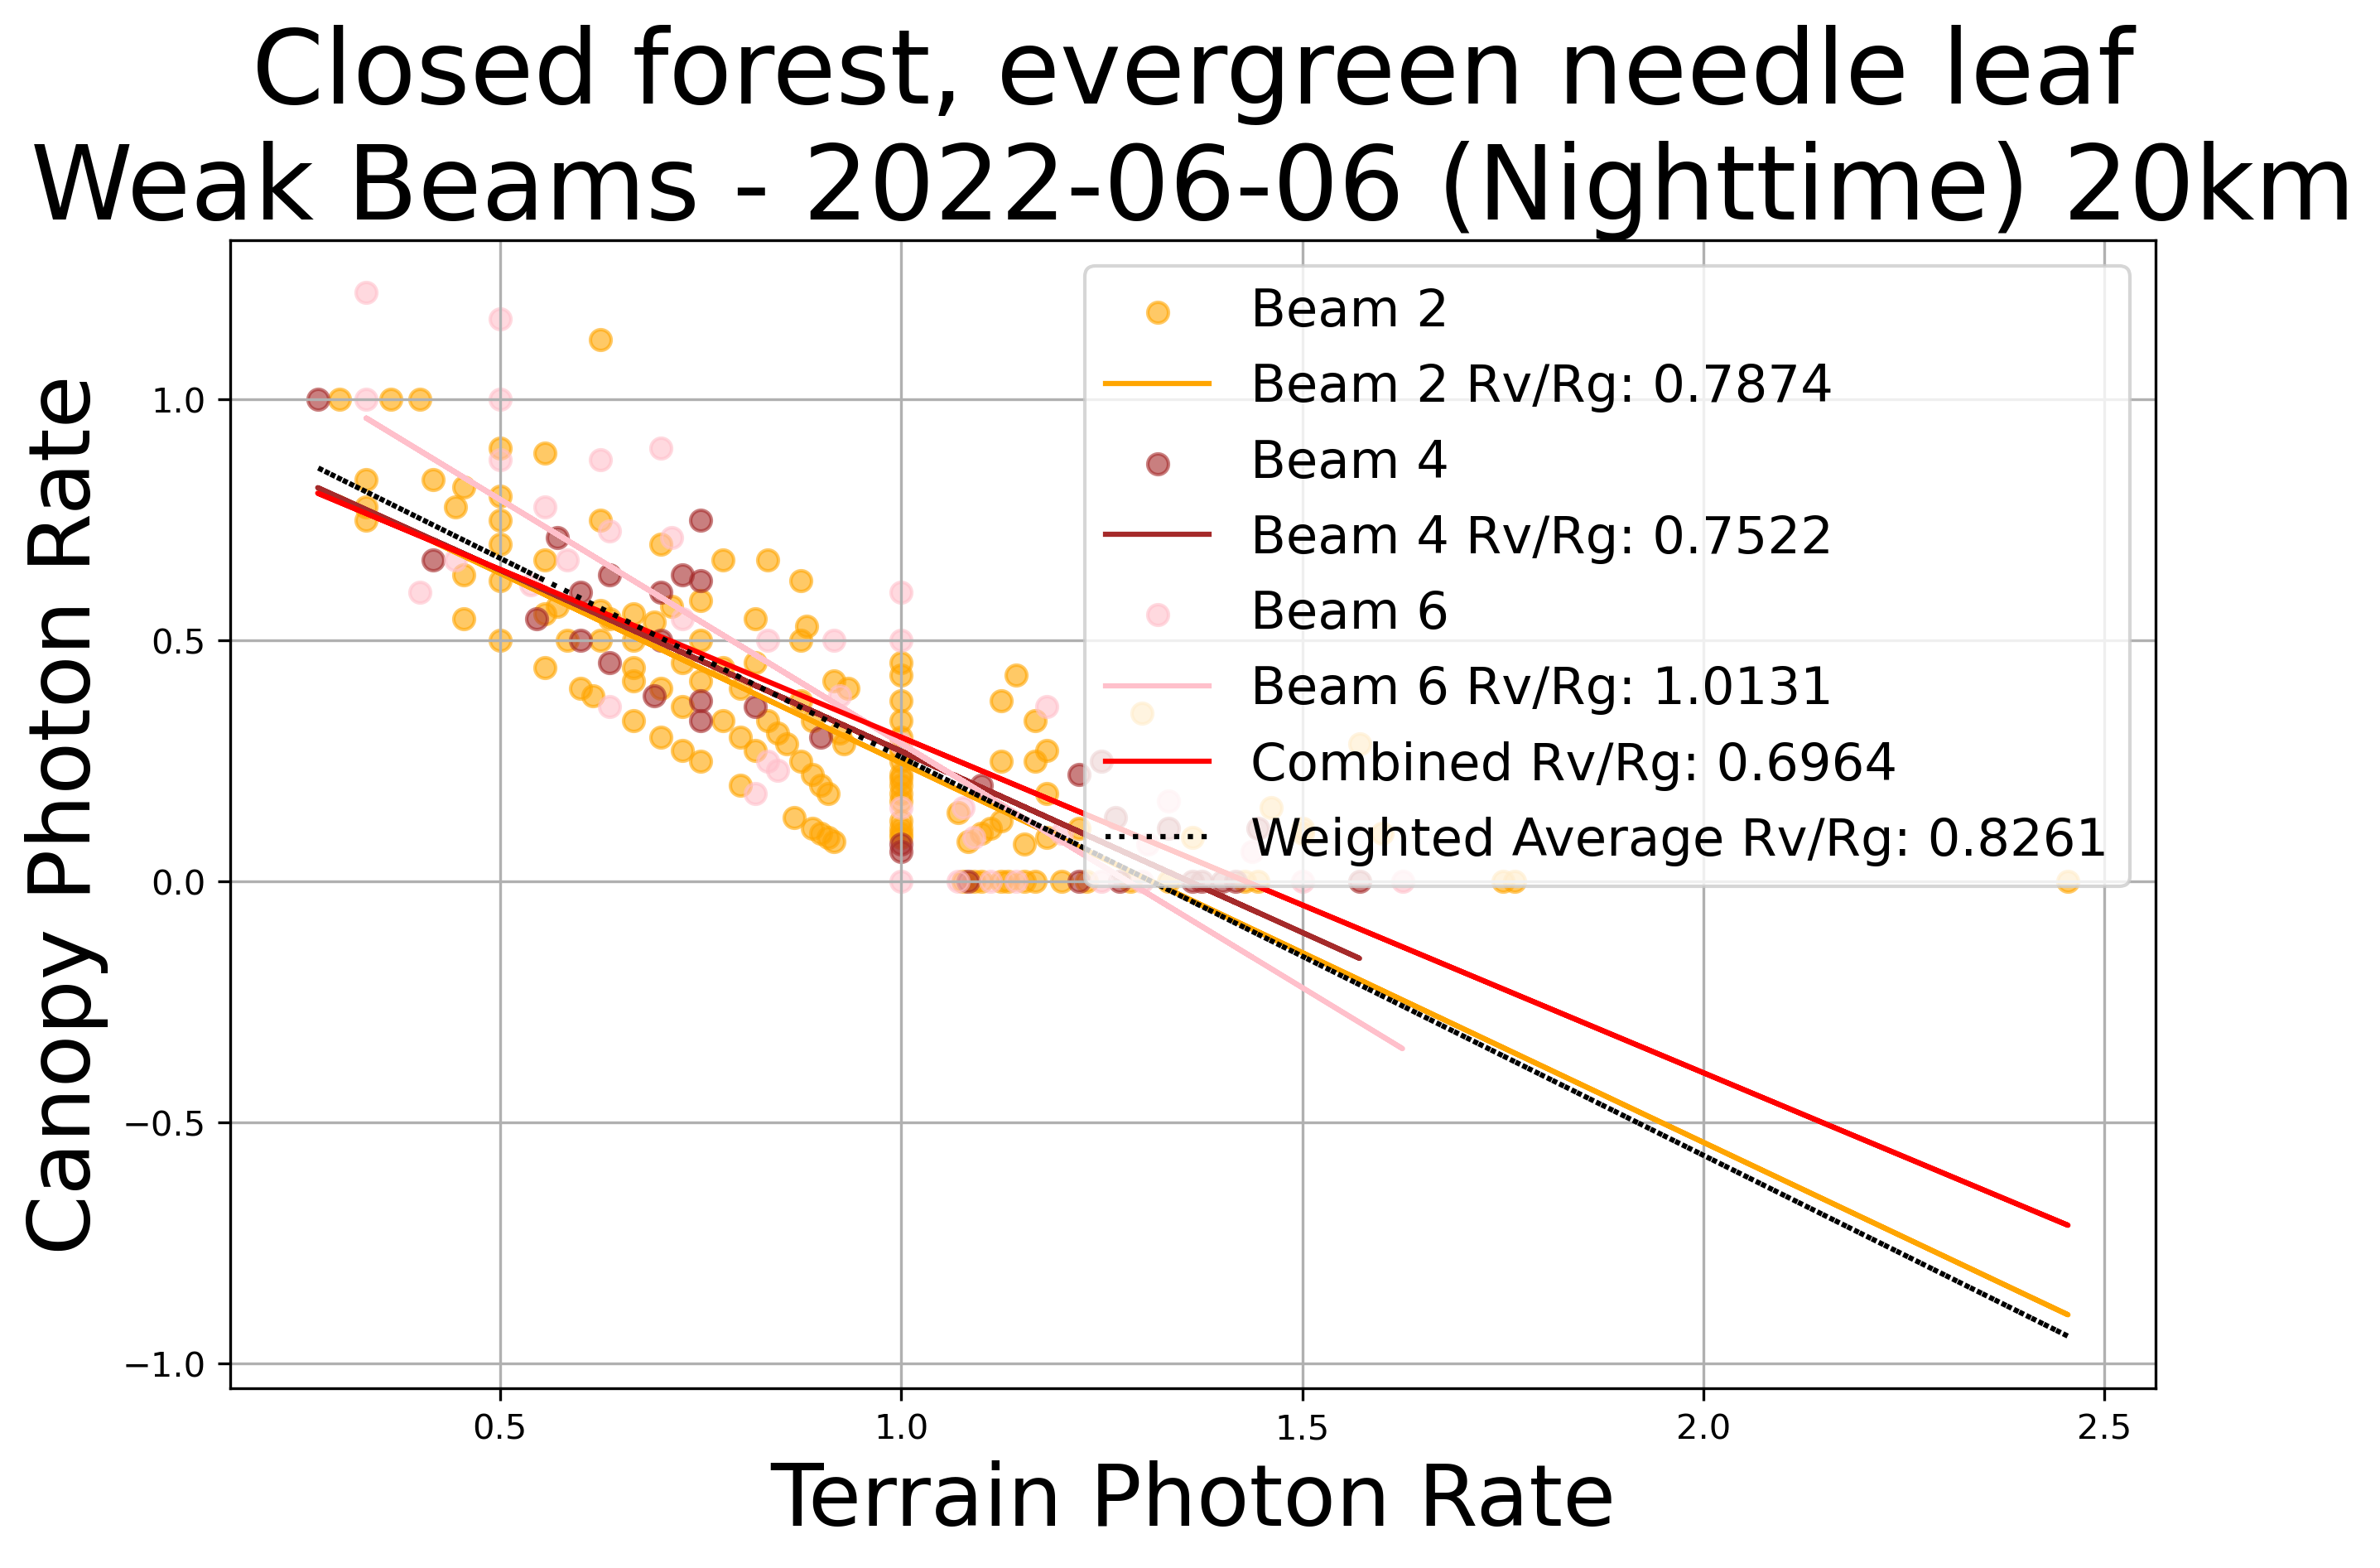 Closed forest, evergreen needle leaf
Weak Beams - 2022-06-06 (Nighttime) 20km
Canopy Photon Rate
1.0
0.5
0.0
−0.5
−1.0
Beam 2
Beam 2 Rv/Rg: 0.7874
Beam 4
Beam 4 Rv/Rg: 0.7522
Beam 6
Beam 6 Rv/Rg: 1.0131
Combined Rv/Rg: 0.6964
Weighted Average Rv/Rg: 0.8261
0.5
1.0
1.5
2.0
2.5
Terrain Photon Rate